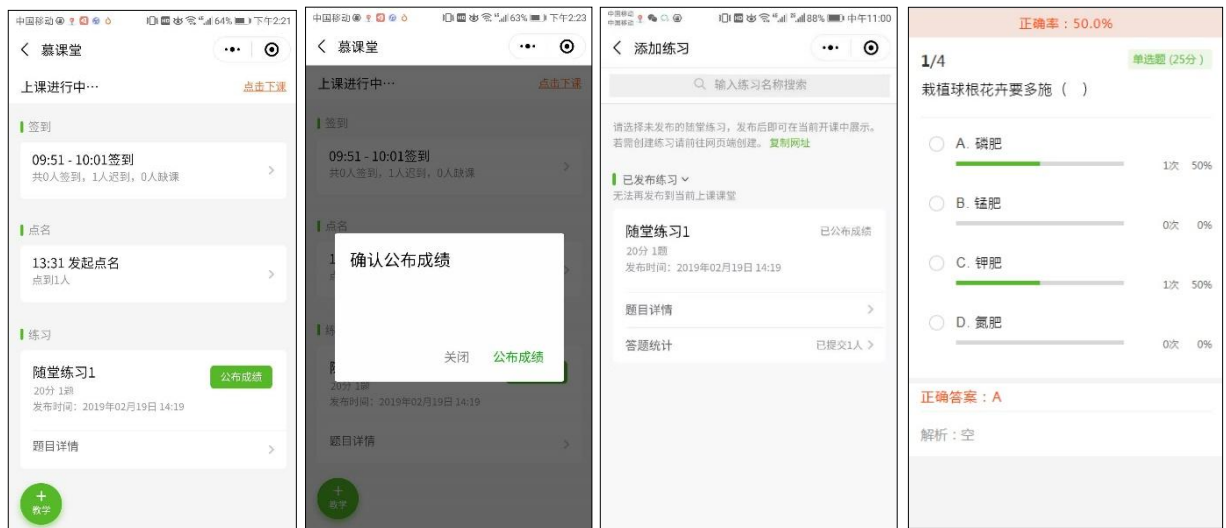 中国移动 64% 下午2:21
慕课堂
上课进行中…
点击下课
签到
09:51 - 10:01签到
共0人签到，1人迟到，0人缺课
点名
13:31 发起点名
点到1人
练习
随堂练习1
公布成绩
20分 1题
发布时间：2019年02月19日 14:19
题目详情
+
教学
中国移动 63% 下午2:23
慕课堂
上课进行中…
点击下课
签到
09:51 - 10:01签到
共0人签到，1人迟到，0人缺课
点名
确认公布成绩
关闭
公布成绩
20分 1题
发布时间：2019年02月19日 14:19
题目详情
+
教学
中国移动
中国移动
88% 中午11:00
添加练习
输入练习名称搜索
请选择未发布的随堂练习，发布后即可在当前开课中展示。
若需创建练习请前往网页端创建。 复制网址
已发布练习
无法再发布到当前上课课堂
随堂练习1
已公布成绩
20分 1题
发布时间：2019年02月19日 14:19
题目详情
答题统计
已提交1人
正确率：50.0%
1/4
单选题 (25分 )
栽植球根花卉要多施（ ）
A. 磷肥
1次 50%
B. 锰肥
0次 0%
C. 钾肥
1次 50%
D. 氮肥
0次 0%
正确答案：A
解析：空